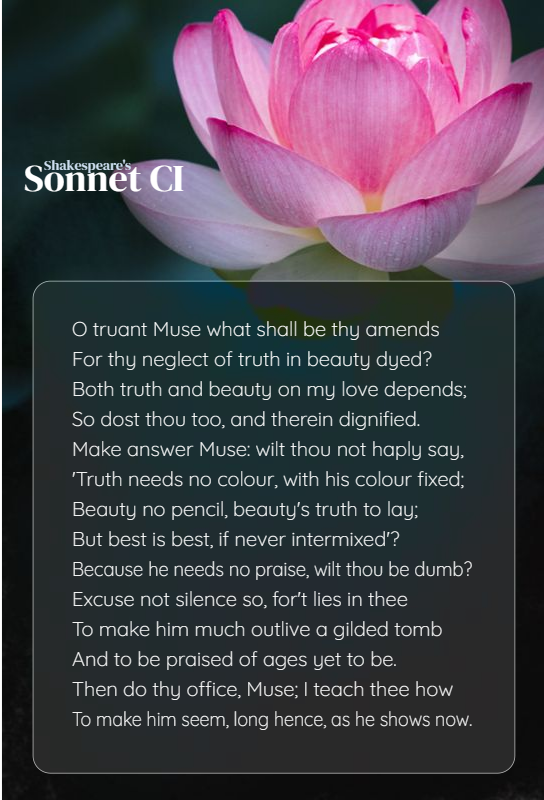 Shakespeare's
Sonnet CI
O truant Muse what shall be thy amends
For thy neglect of truth in beauty dyed?
Both truth and beauty on my love depends;
So dost thou too, and therein dignified.
Make answer Muse: wilt thou not haply say,
'Truth needs no colour, with his colour fixed;
Beauty no pencil, beauty's truth to lay;
But best is best, if never intermixed'?
Because he needs no praise, wilt thou be dumb?
Excuse not silence so, for't lies in thee
To make him much outlive a gilded tomb
And to be praised of ages yet to be.
Then do thy office, Muse; I teach thee how
To make him seem, long hence, as he shows now.